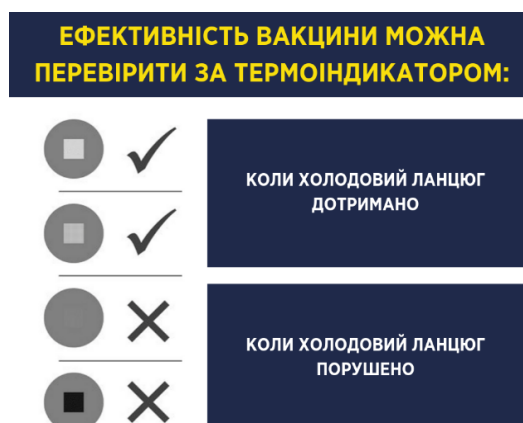 ЕФЕКТИВНІСТЬ ВАКЦИНИ МОЖНА
ПЕРЕВІРИТИ ЗА ТЕРМОІНДИКАТОРОМ:
КОЛИ ХОЛОДОВИЙ ЛАНЦЮГ
ДОТРИМАНО
КОЛИ ХОЛОДОВИЙ ЛАНЦЮГ
ПОРУШЕНО